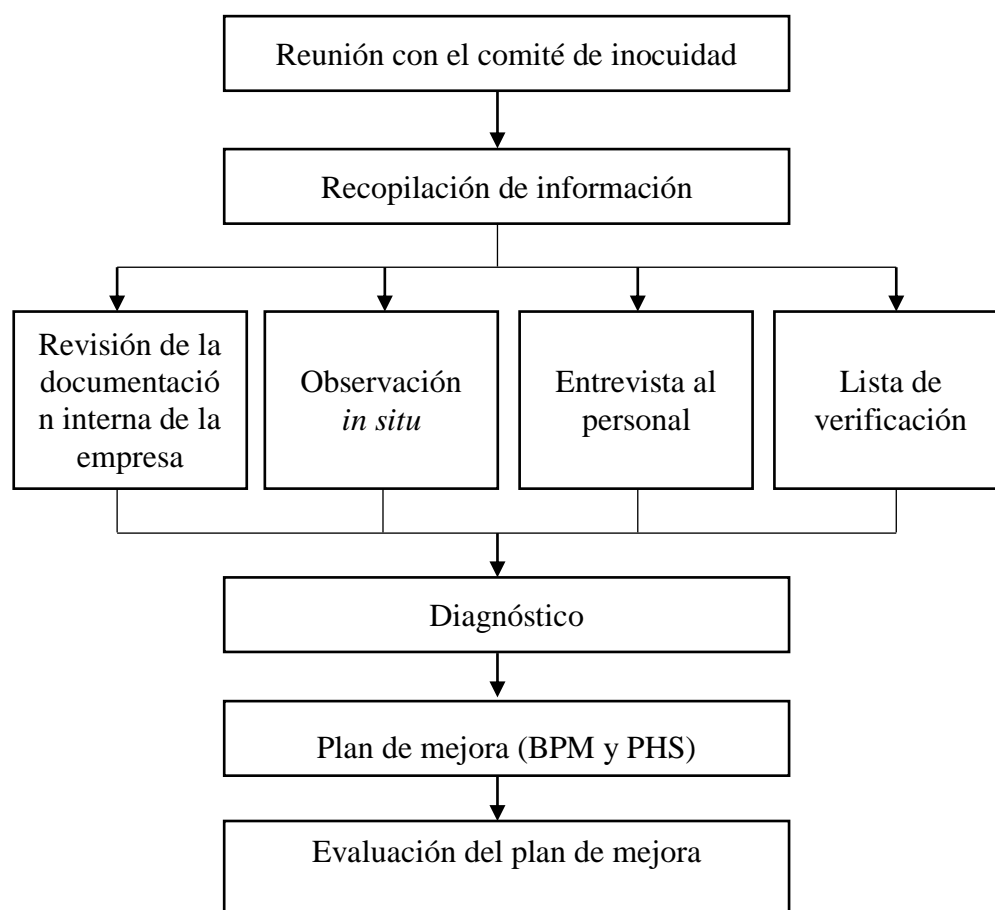 Reunión con el comité de inocuidad
Recopilación de información
Revisión de la
documentació
n interna de la
empresa
Observación
in situ
Entrevista al
personal
Lista de
verificación
Diagnóstico
Plan de mejora (BPM y PHS)
Evaluación del plan de mejora